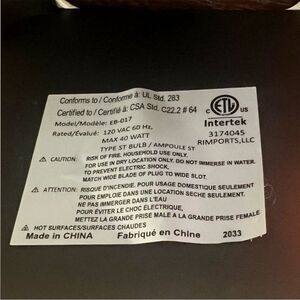 Conforms to / Conforme à: UL Std. 283
Certified to / Certifié à: CSA Std. C22.2 # 64
Model/Modèle: EB-017
Rated/Évalué: 120 VAC 60 Hz,
MAX 40 WATT
TYPE ST BULB / AMPOULE ST
C ETL US
Intertek
3174045
RIMPORTS,LLC
CAUTION: RISK OF FIRE. HOUSEHOLD USE ONLY.
FOR USE IN DRY LOCATION ONLY. DO NOT IMMERSE IN WATER.
TO PREVENT ELECTRIC SHOCK,
MATCH WIDE BLADE OF PLUG TO WIDE SLOT.
ATTENTION: RISQUE D'INCENDIE. POUR USAGE DOMESTIQUE SEULEMENT
POUR EMPLOIE DANS UNE LOCATION SECHE SEULEMENT
NE PAS IMMERGER DANS L'EAU
POUR ÉVITER LE CHOC ÉLECTRIQUE,
METTEZ LA GRANDE PRISE MALE A LA GRANDE PRISE FEMALE
HOT SURFACES/SURFACES CHAUDES
Made in CHINA Fabriqué en Chine 2033